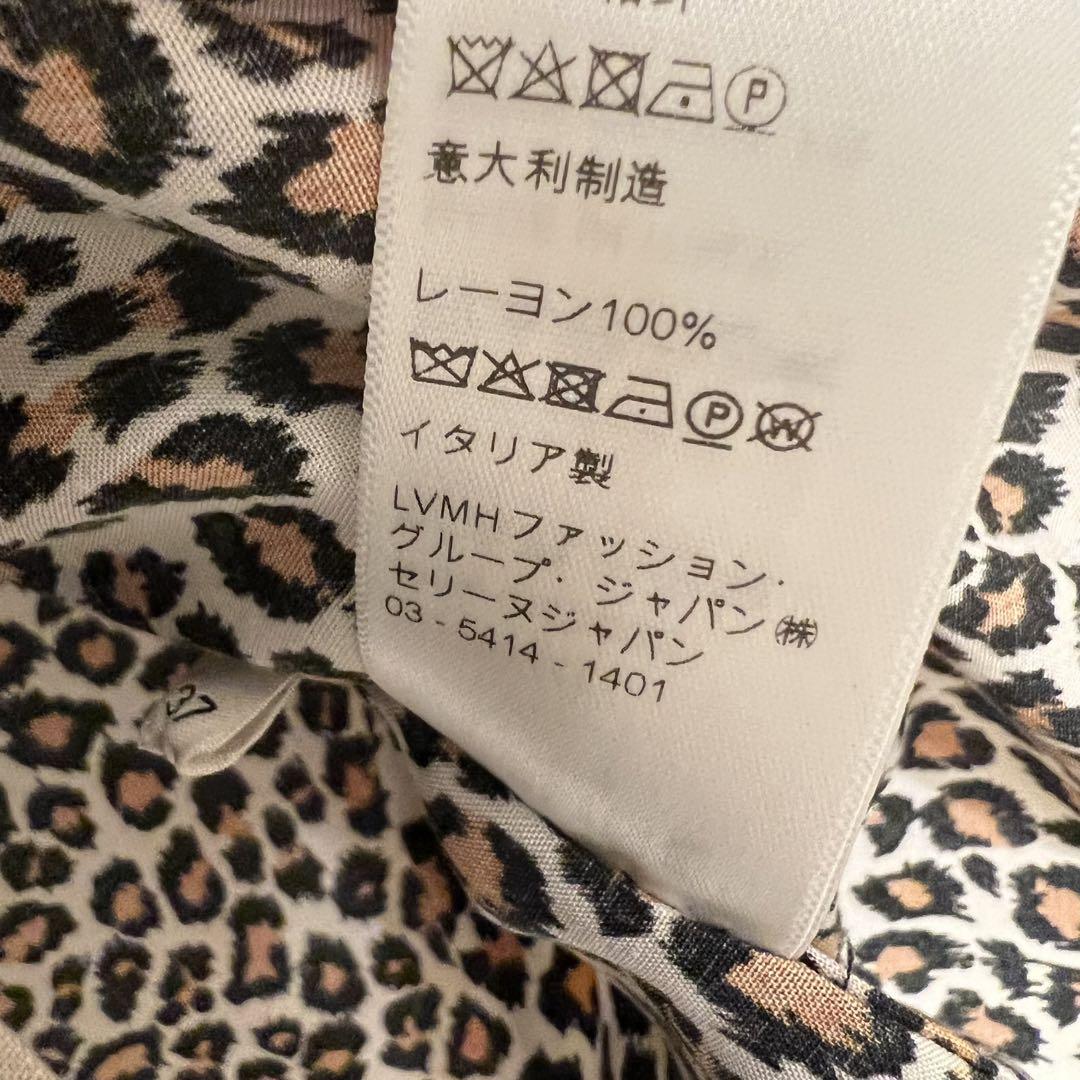 意大利制造
レーヨン100%
イタリア製
LVMHファッション・
グループ・ジャパン㈱
セリーヌジャパン
03-5414-1401